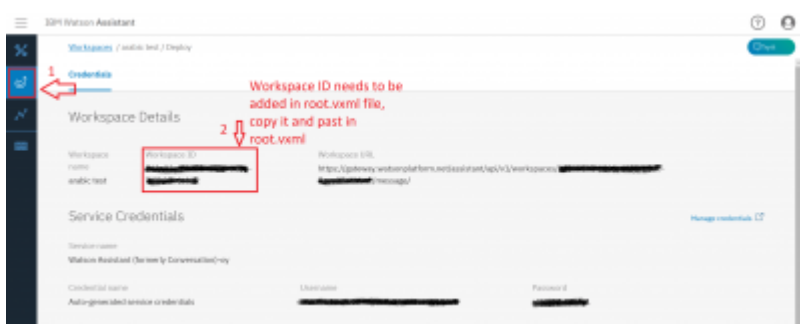 IBM Watson Assistant
Workspaces / arabic test / Deploy
1
Credentials
Workspace ID needs to be
added in root.vxml file,
copy it and past in
root.vxml
2
Workspace Details
Workspace name
Workspace ID
Workspace URL
arabic test
https://gateway.watsonplatform.net/assistant/api/v1/workspaces/
/message/
Service Credentials
Manage credentials
Service name
Watson Assistant (formerly Conversation)-oy
Credential name
Username
Password
Auto-generated service credentials